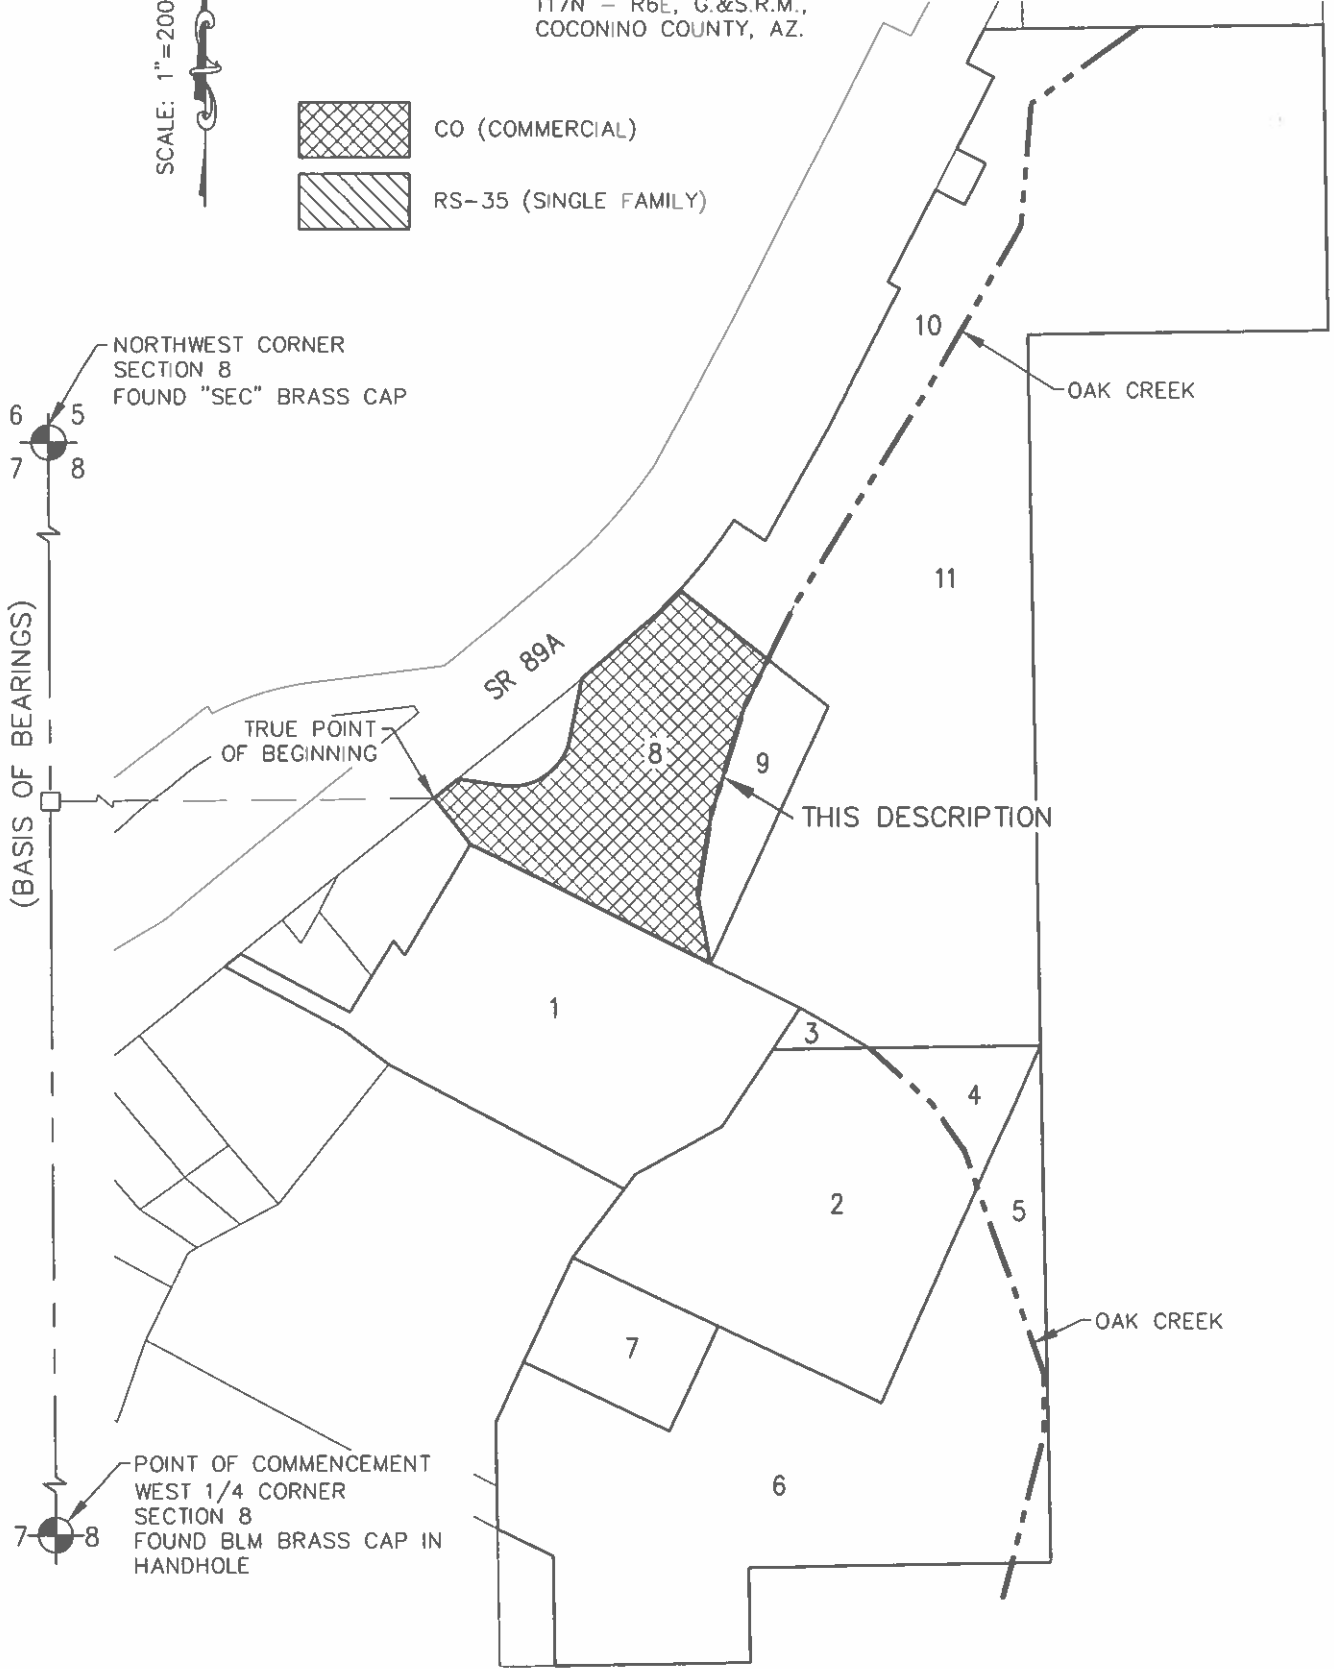 T17N – R6E, G.&S.R.M.,
COCONINO COUNTY, AZ.
SCALE: 1"=200
CO (COMMERCIAL)
RS-35 (SINGLE FAMILY)
NORTHWEST CORNER
SECTION 8
FOUND "SEC" BRASS CAP
6 5
7 8
10
OAK CREEK
11
(BASIS OF BEARINGS)
SR 89A
TRUE POINT
OF BEGINNING
8
9
THIS DESCRIPTION
1
3
4
2
5
7
OAK CREEK
6
POINT OF COMMENCEMENT
WEST 1/4 CORNER
SECTION 8
FOUND BLM BRASS CAP IN
HANDHOLE
7 8